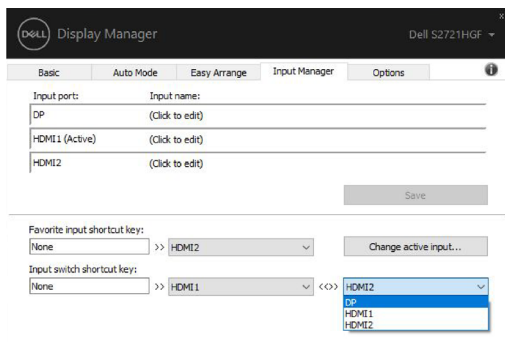 DELL Display Manager Dell S2721HGF
x
Basic Auto Mode Easy Arrange Input Manager Options i
Input port: Input name:
DP (Click to edit)
HDMI1 (Active) (Click to edit)
HDMI2 (Click to edit)
Save
Favorite input shortcut key:
None >> HDMI2 Change active input...
Input switch shortcut key:
None >> HDMI1 <<>> HDMI2
DP
HDMI1
HDMI2